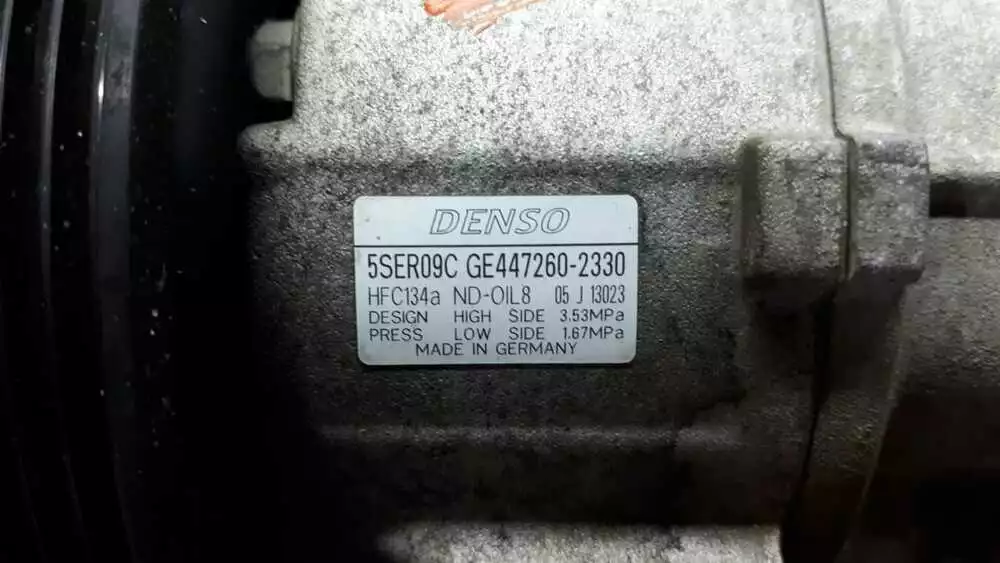 DENSO
5SER09C GE447260-2330
HFC134a ND-OIL8 05 J 13023
DESIGN HIGH SIDE 3.53MPa
PRESS LOW SIDE 1.67MPa
MADE IN GERMANY